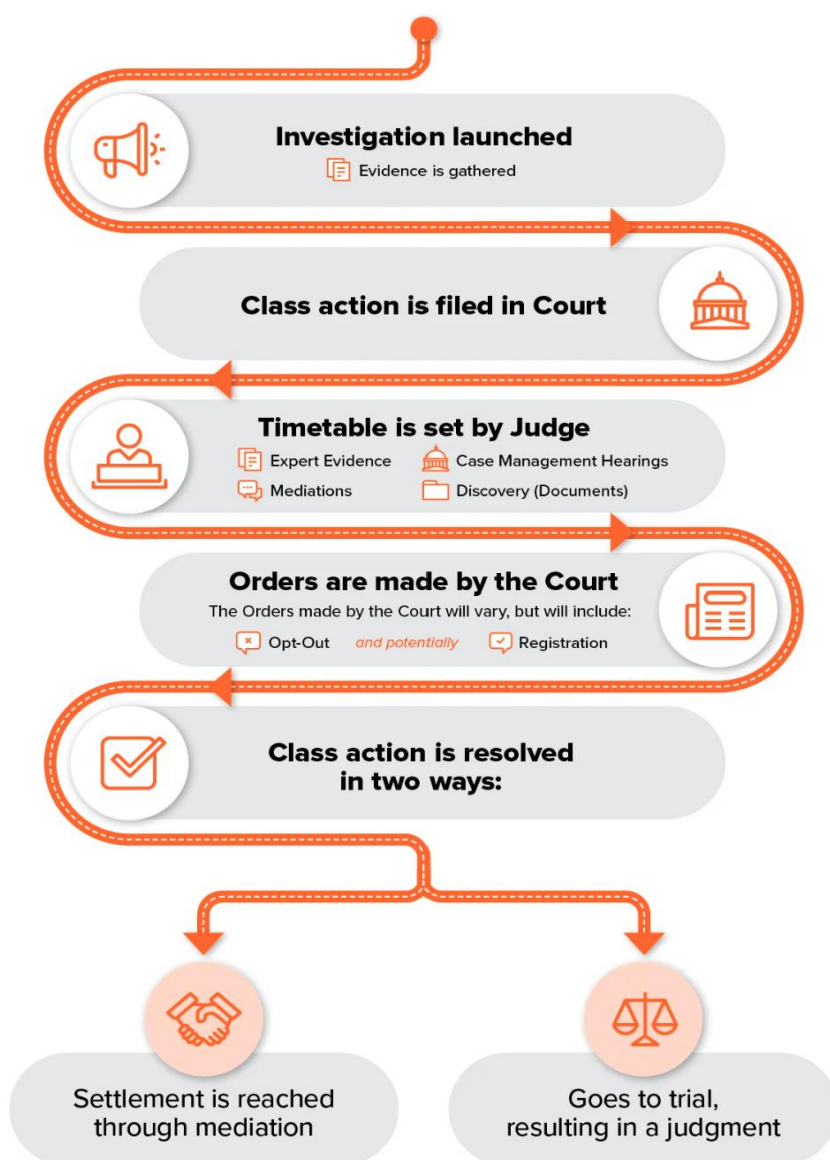 Investigation launched
Evidence is gathered
Class action is filed in Court
Timetable is set by Judge
Expert Evidence
Case Management Hearings
Mediations
Discovery (Documents)
Orders are made by the Court
The Orders made by the Court will vary, but will include:
Opt-Out and potentially Registration
Class action is resolved
in two ways:
Settlement is reached
through mediation
Goes to trial,
resulting in a judgment